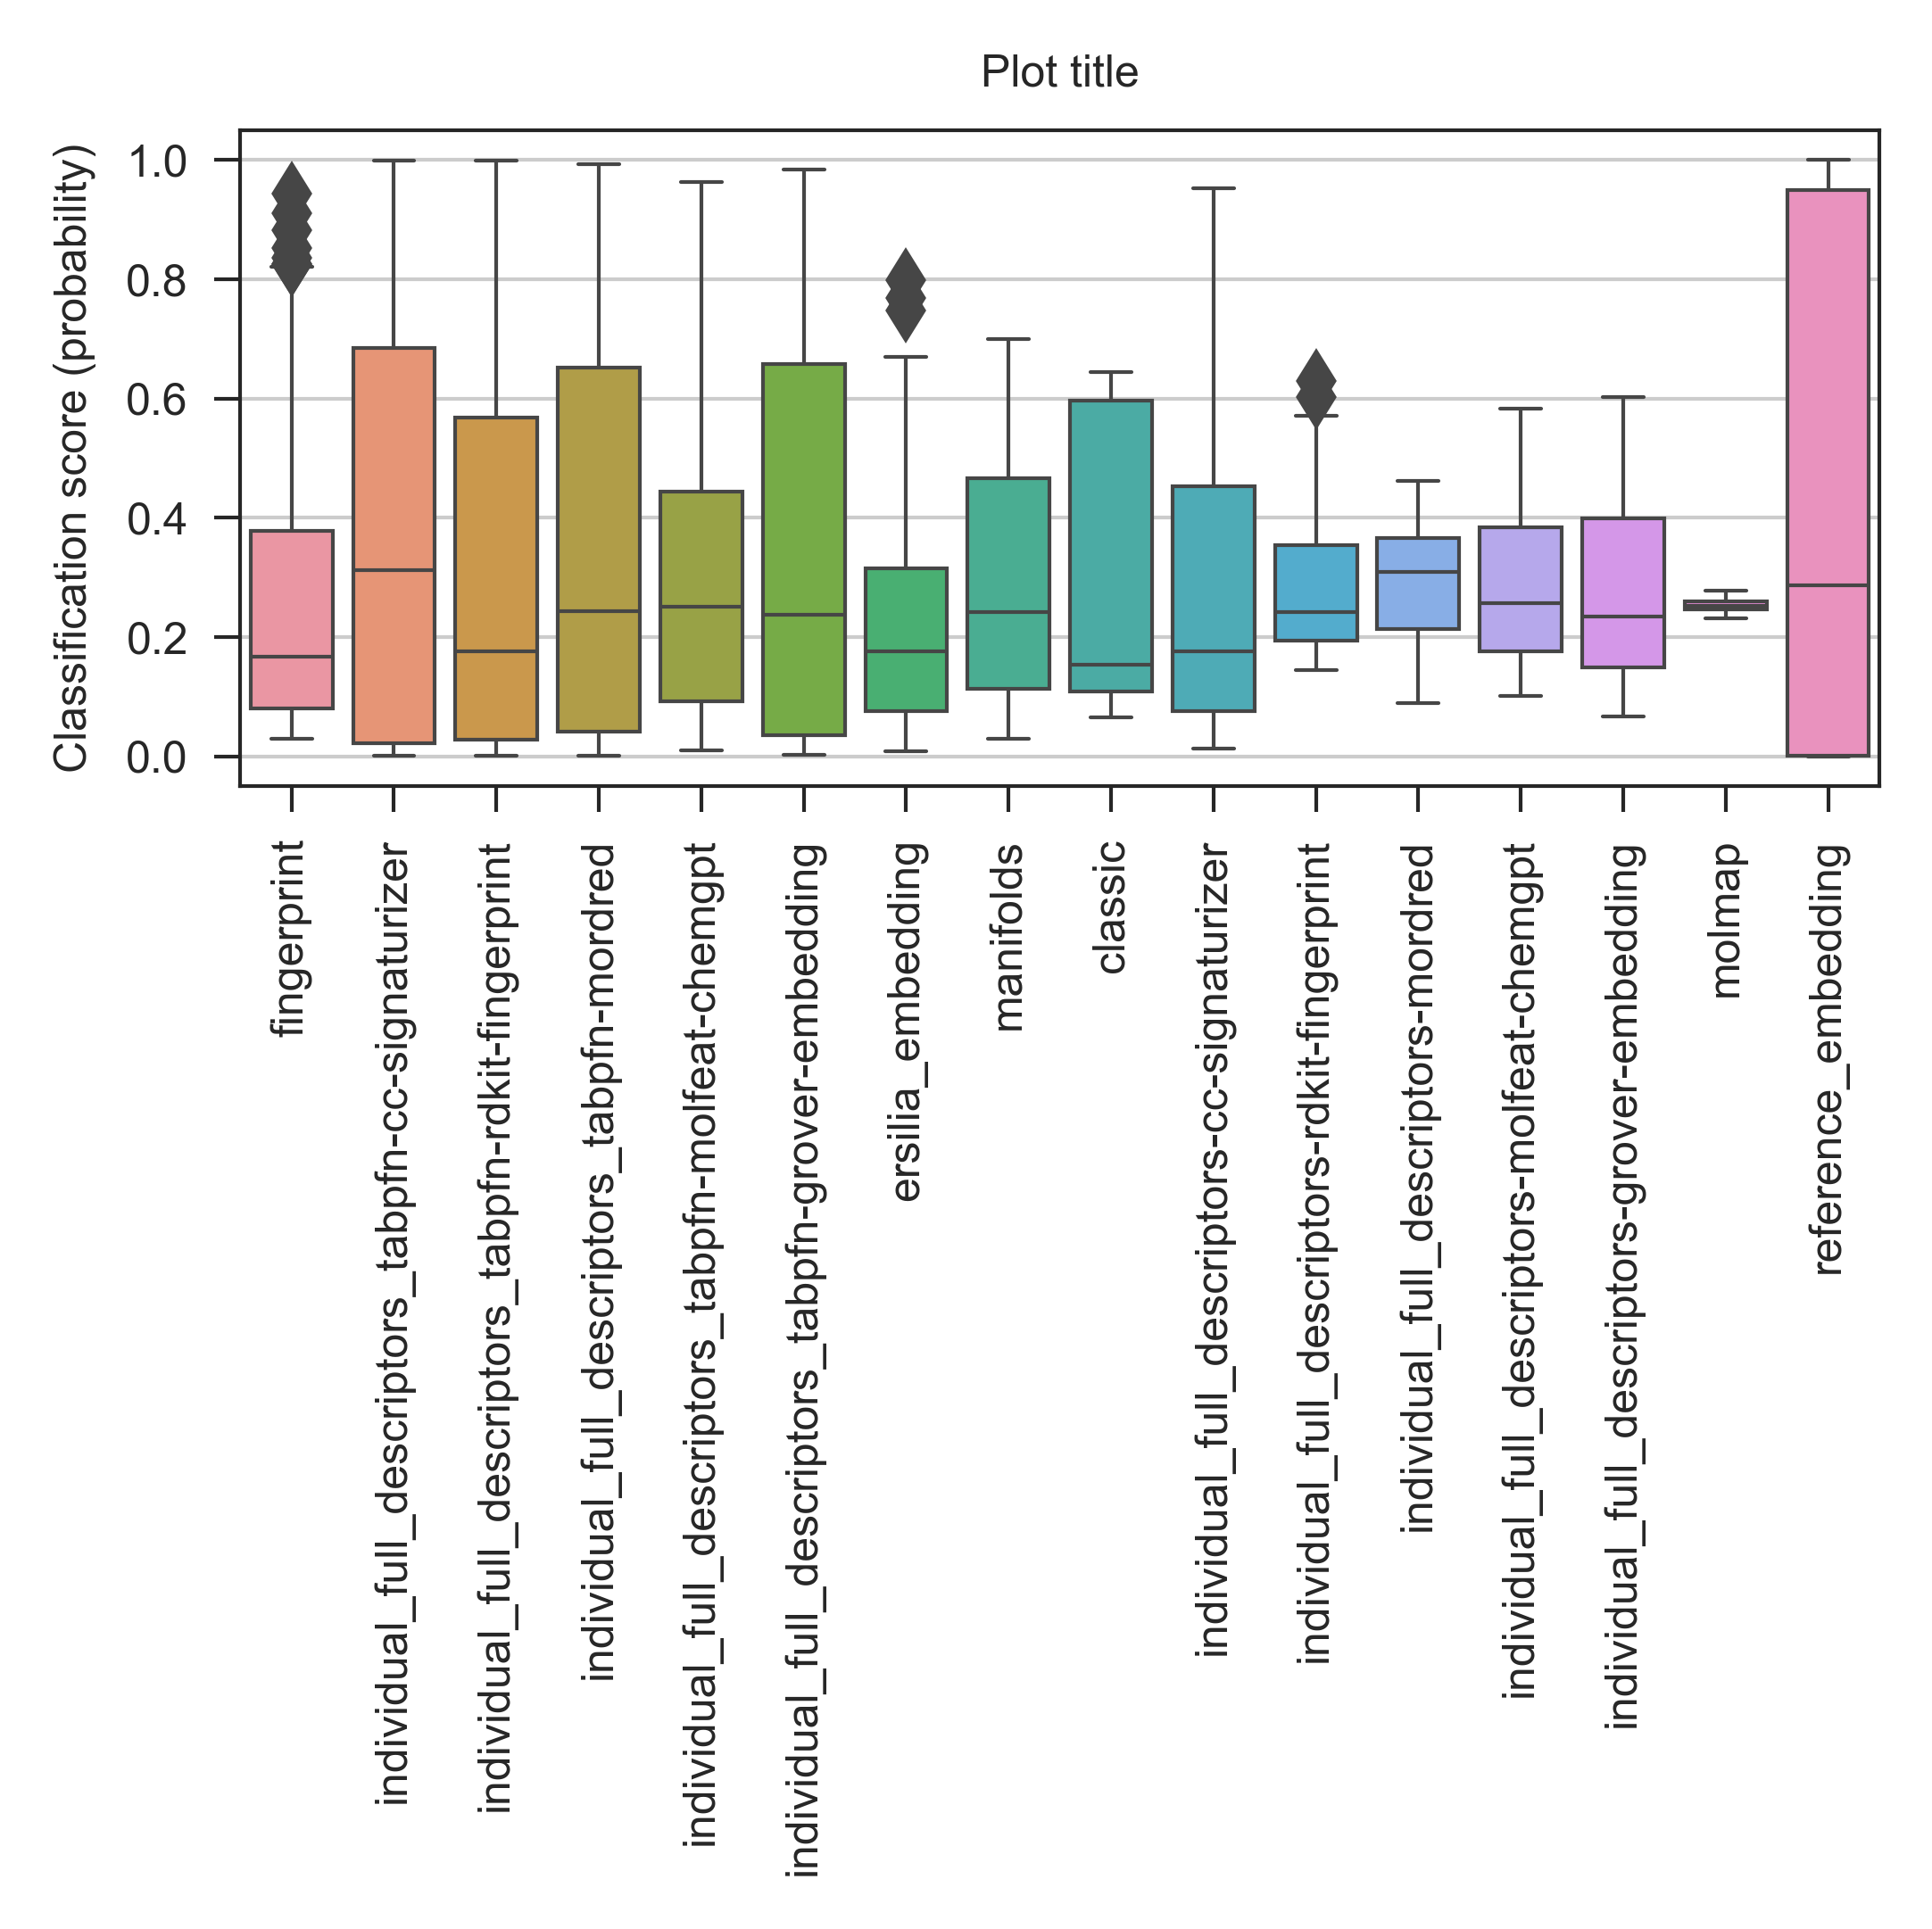 Plot title
Classification score (probability)
1.0
0.8
0.6
0.4
0.2
0.0
fingerprint
individual_full_descriptors_tabpfn-cc-signaturizer
individual_full_descriptors_tabpfn-rdkit-fingerprint
individual_full_descriptors_tabpfn-mordred
individual_full_descriptors_tabpfn-molfeat-chemgpt
individual_full_descriptors_tabpfn-grover-embedding
ersilia_embedding
manifolds
classic
individual_full_descriptors-cc-signaturizer
individual_full_descriptors-rdkit-fingerprint
individual_full_descriptors-mordred
individual_full_descriptors-molfeat-chemgpt
individual_full_descriptors-grover-embedding
molmap
reference_embedding